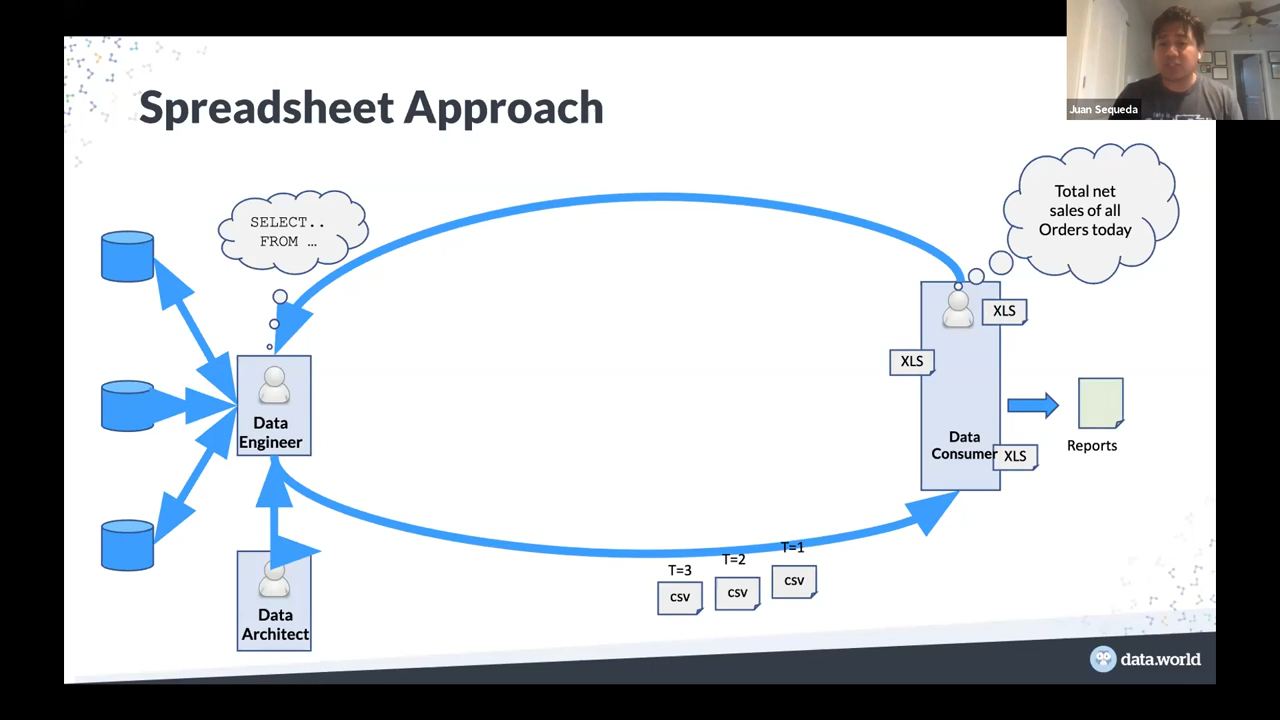 Juan Sequeda
Spreadsheet Approach
Total net
sales of all
Orders today
SELECT..
FROM …
XLS
XLS
Data
Engineer
Data
Consumer
XLS
Reports
T=1
T=2
T=3
csv
csv
csv
Data
Architect
data.world